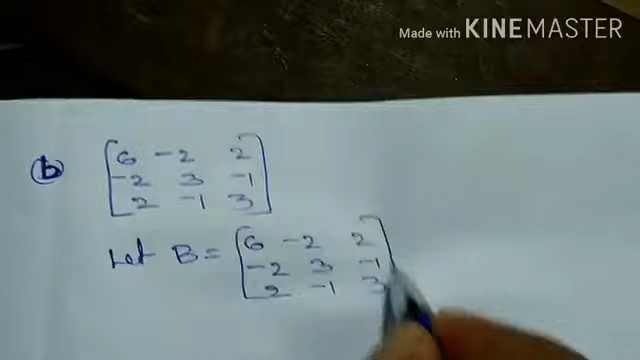 Made with KINEMASTER
(b) [6 -2 2
-2 3 -1
2 -1 3]
Let B = [6 -2 2
-2 3 -1
2 -1 3